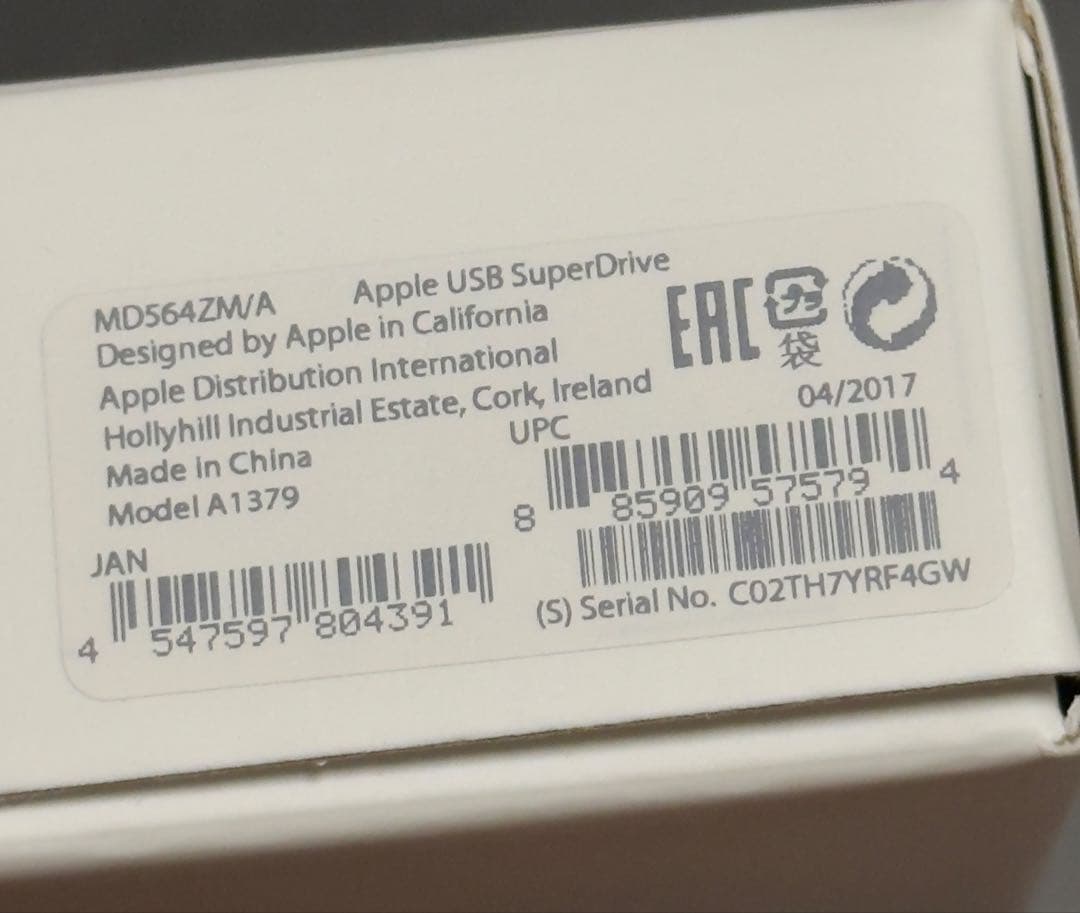 MD564ZM/A Apple USB SuperDrive
Designed by Apple in California
Apple Distribution International
Hollyhill Industrial Estate, Cork, Ireland
Made in China
Model A1379
EAC
プラ
袋
04/2017
UPC
8 85909 57579 4
JAN
4 547597 804391
(S) Serial No. C02TH7YRF4GW